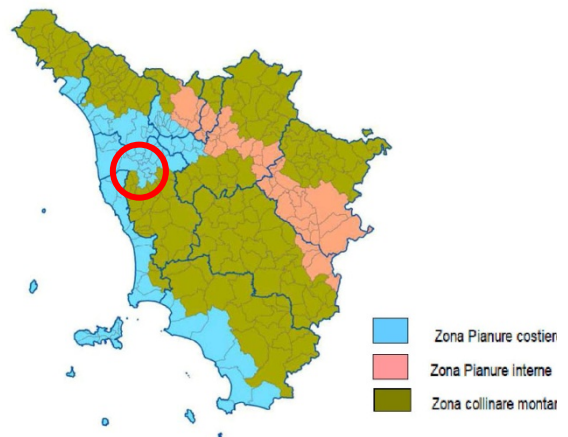 Zona Pianure costier
Zona Pianure interne
Zona collinare montar